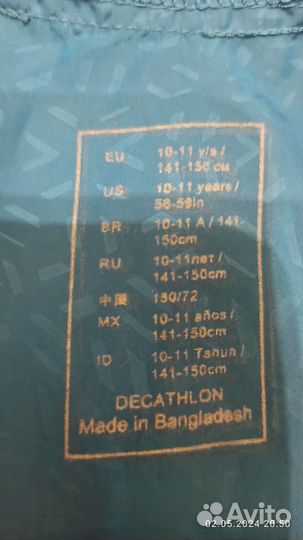 EU 10-11 y/a /
141-150 cm
US 10-11 years /
56-59in
BR 10-11 A / 141-
150cm
RU 10-11лет /
141-150cm
中國 150/72
MX 10-11 años /
141-150cm
ID 10-11 Tahun /
141-150cm
DECATHLON
Made in Bangladesh
Avito
02.05.2024 20:50